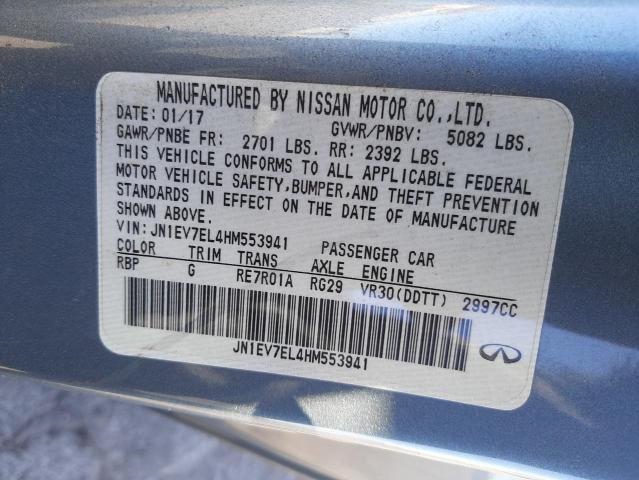 MANUFACTURED BY NISSAN MOTOR CO.,LTD.
DATE: 01/17 GVWR/PNBV: 5082 LBS.
GAWR/PNBE FR: 2701 LBS. RR: 2392 LBS.
THIS VEHICLE CONFORMS TO ALL APPLICABLE FEDERAL
MOTOR VEHICLE SAFETY,BUMPER,AND THEFT PREVENTION
STANDARDS IN EFFECT ON THE DATE OF MANUFACTURE
SHOWN ABOVE.
VIN:JN1EV7EL4HM553941 PASSENGER CAR
COLOR TRIM TRANS AXLE ENGINE
RBP G RE7R01A RG29 VR30(DDTT) 2997CC
JN1EV7EL4HM553941